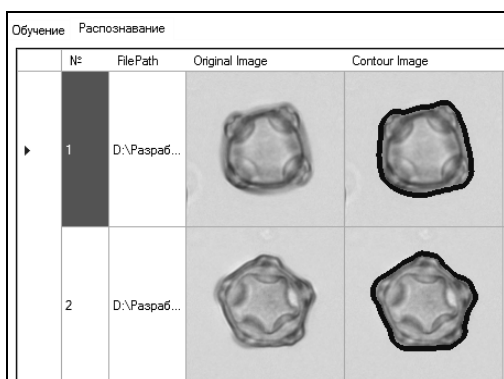 Обучение Распознавание
№ FilePath Original Image Contour Image
1 D:\Разраб...
2 D:\Разраб...